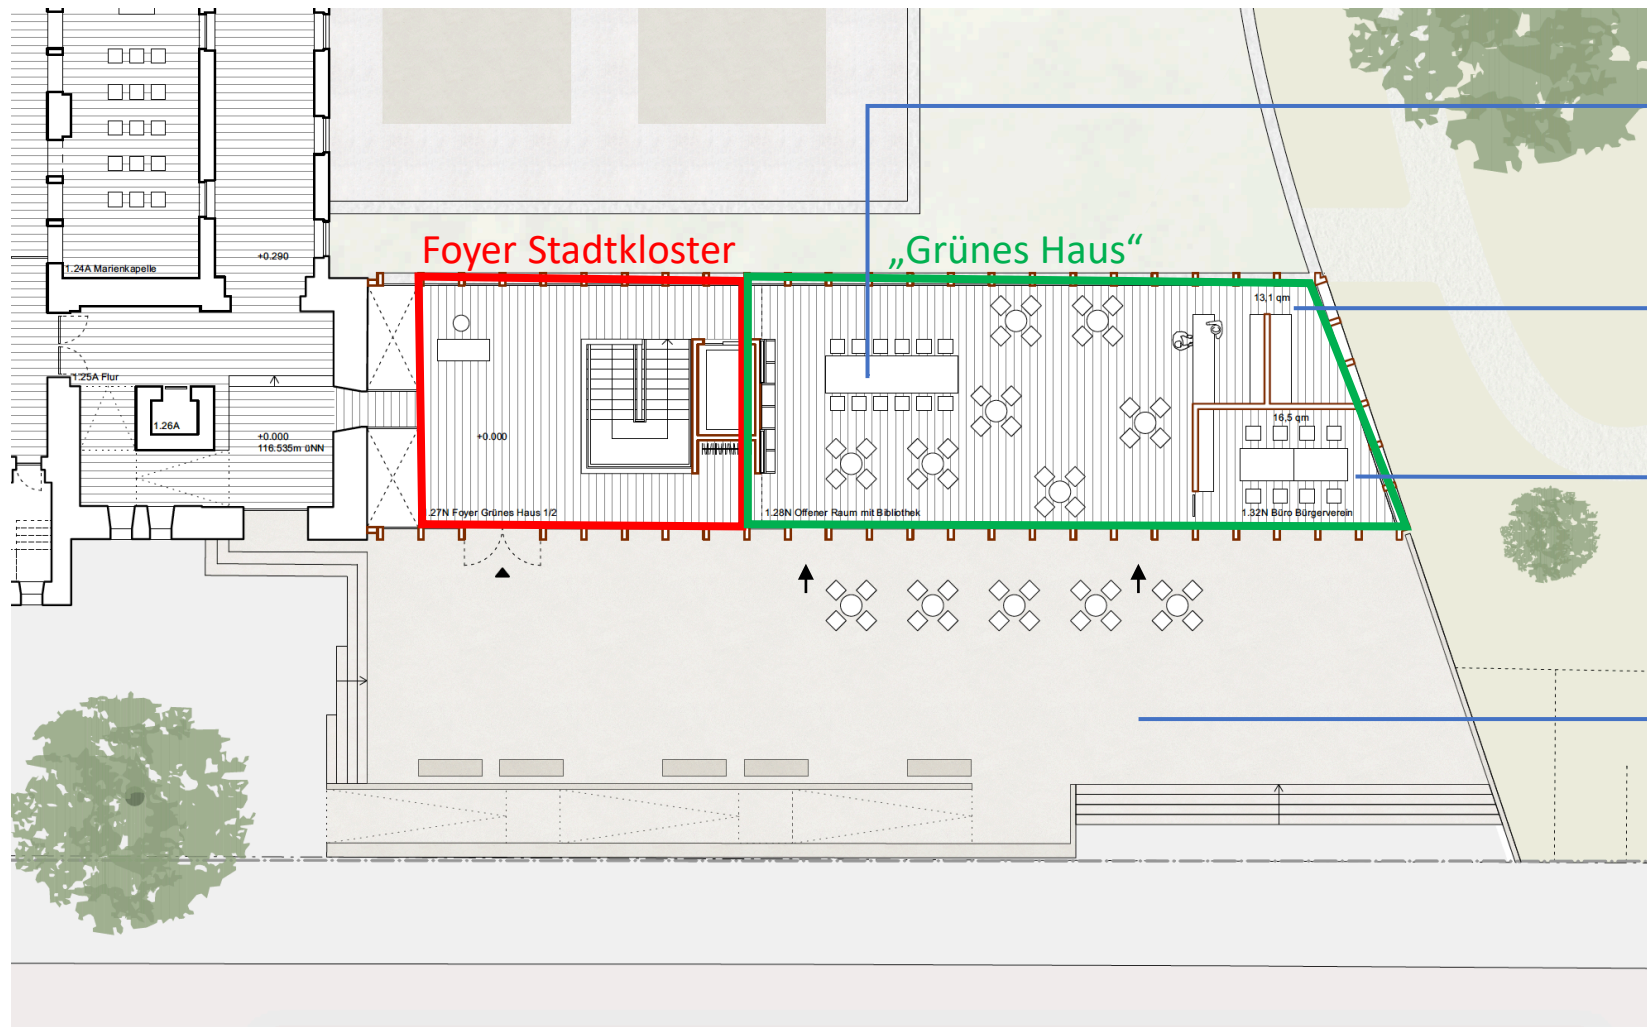 Foyer Stadtkloster
„Grünes Haus“
+0.290
1.24A Marienkapelle
13,1 qm
1.25A Flur
1.26A
+0.000
116.535m üNN
+0.000
16,5 qm
.27N Foyer Grünes Haus 1/2
1.28N Offener Raum mit Bibliothek
1.32N Büro Bürgerverein